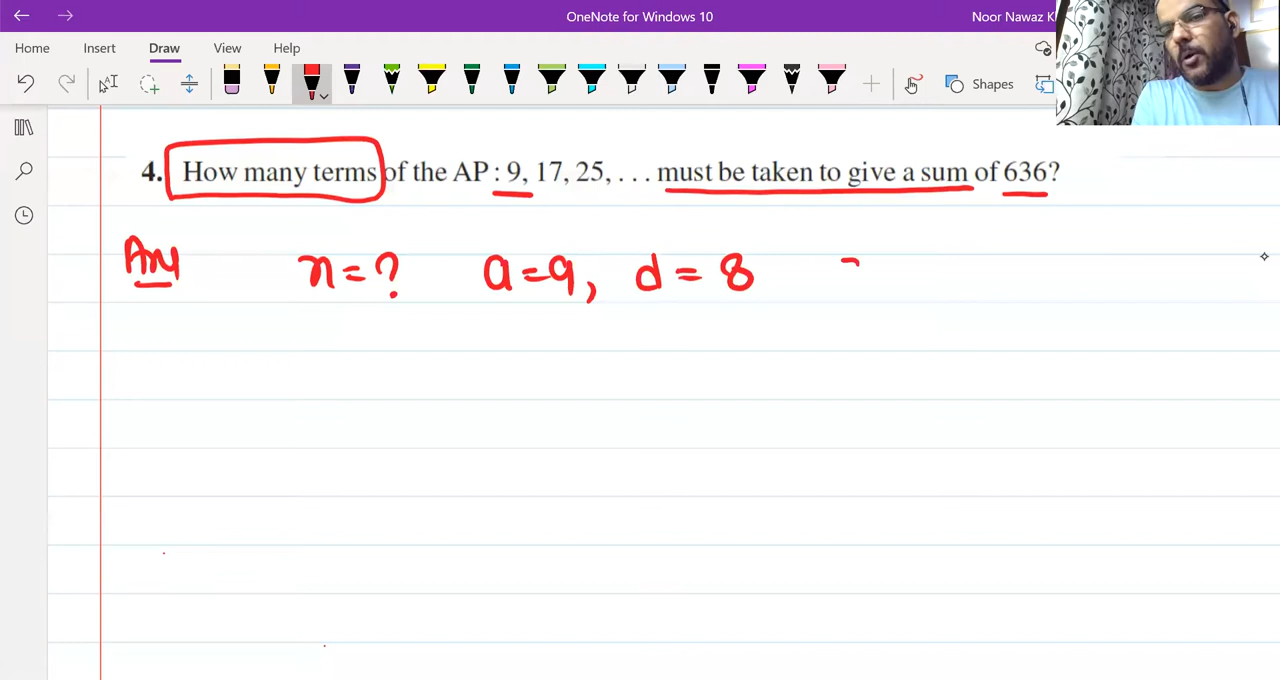 OneNote for Windows 10
Noor Nawaz K
Home Insert Draw View Help
Shapes
4. How many terms of the AP : 9, 17, 25, . . . must be taken to give a sum of 636?
Ans n = ? a = 9, d = 8